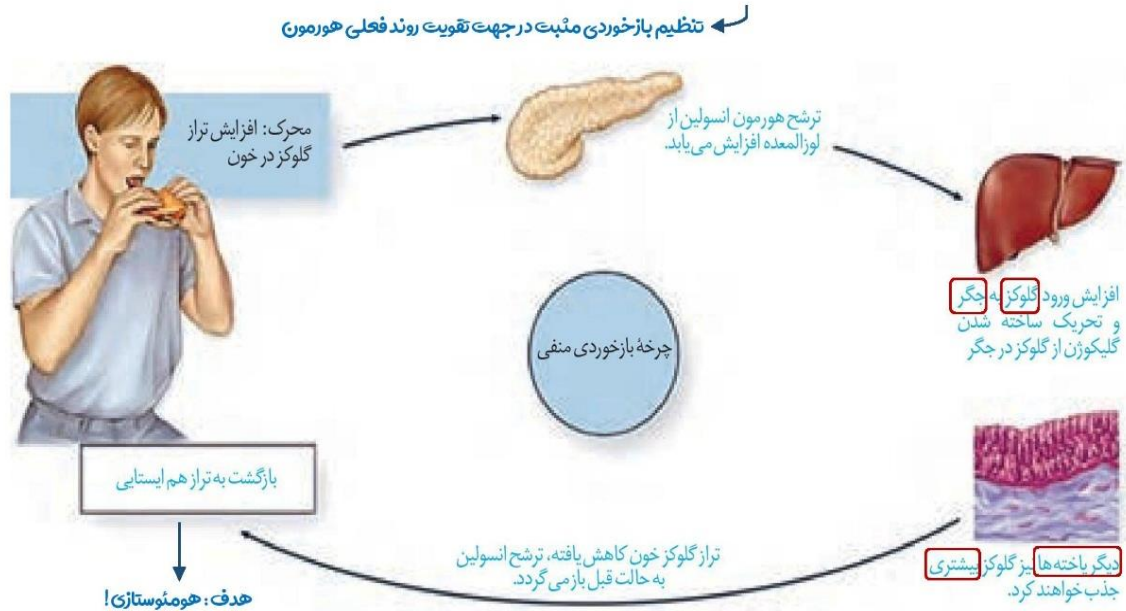 تنظیم بازخوردی مثبت در جهت تقویت روند فعلی هورمون
محرک: افزایش تراز
گلوکز در خون
ترشح هورمون انسولین از
لوزالمعده افزایش می‌یابد.
افزایش ورود گلوکز به جگر
و تحریک ساخته شدن
گلیکوژن از گلوکز در جگر
چرخهٔ بازخوردی منفی
دیگر یاخته‌ها نیز گلوکز بیشتری
جذب خواهند کرد.
تراز گلوکز خون کاهش یافته، ترشح انسولین
به حالت قبل بازمی‌گردد.
بازگشت به تراز هم ایستایی
هدف: هومئوستازی!